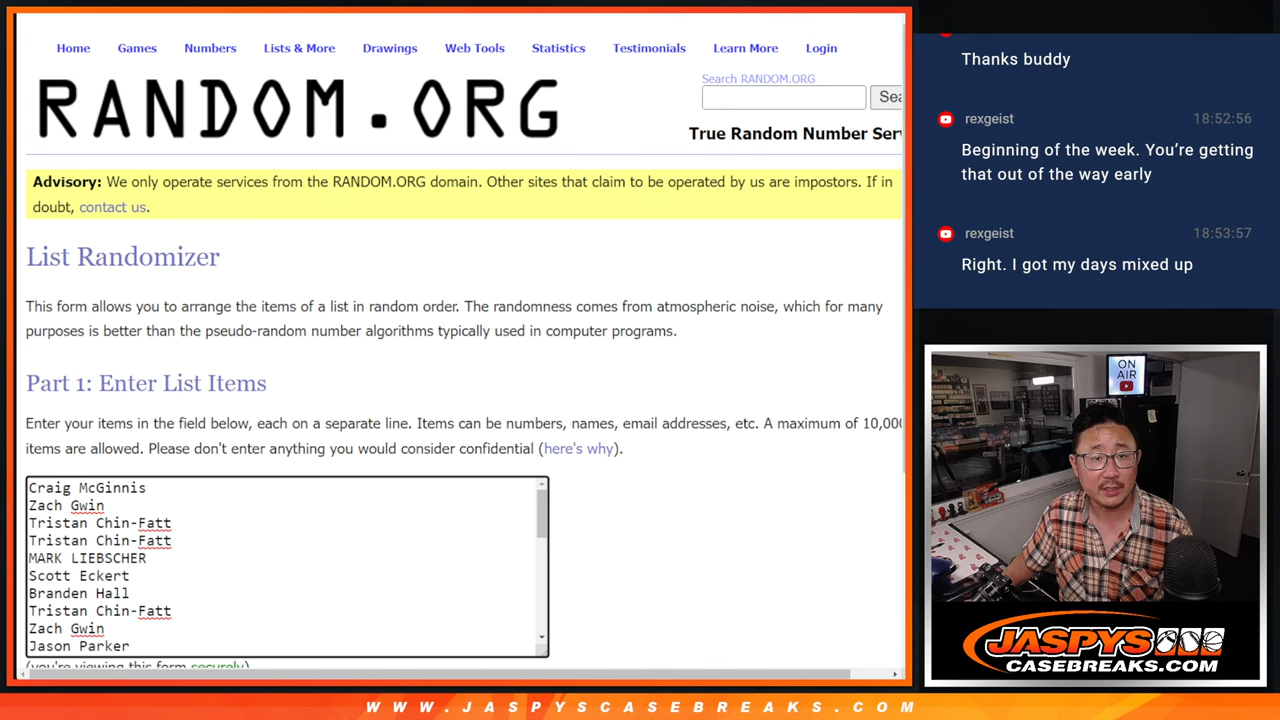 Home Games Numbers Lists & More Drawings Web Tools Statistics Testimonials Learn More Login
RANDOM.ORG
Search RANDOM.ORG
Sea
True Random Number Ser
Advisory: We only operate services from the RANDOM.ORG domain. Other sites that claim to be operated by us are impostors. If in
doubt, contact us.
List Randomizer
This form allows you to arrange the items of a list in random order. The randomness comes from atmospheric noise, which for many
purposes is better than the pseudo-random number algorithms typically used in computer programs.
Part 1: Enter List Items
Enter your items in the field below, each on a separate line. Items can be numbers, names, email addresses, etc. A maximum of 10,000
items are allowed. Please don't enter anything you would consider confidential (here's why).
Craig McGinnis
Zach Gwin
Tristan Chin-Fatt
Tristan Chin-Fatt
MARK LIEBSCHER
Scott Eckert
Branden Hall
Tristan Chin-Fatt
Zach Gwin
Jason Parker
(you're viewing this form securely)
Thanks buddy
rexgeist 18:52:56
Beginning of the week. You're getting
that out of the way early
rexgeist 18:53:57
Right. I got my days mixed up
ON
AIR
JASPYS
CASEBREAKS.COM
WWW.JASPYSCASEBREAKS.COM